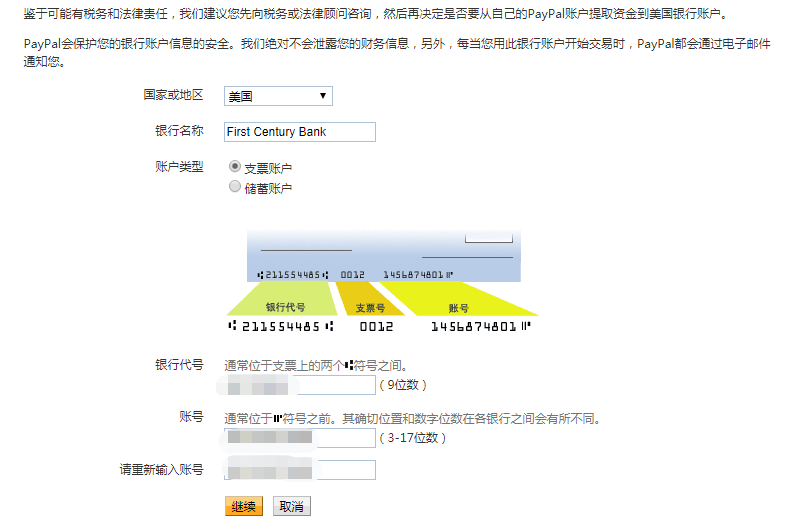 鉴于可能有税务和法律责任，我们建议您先向税务或法律顾问咨询，然后再决定是否要从自己的PayPal账户提取资金到美国银行账户。
PayPal会保护您的银行账户信息的安全。我们绝对不会泄露您的财务信息，另外，每当您用此银行账户开始交易时，PayPal都会通过电子邮件
通知您。
国家或地区 美国
银行名称 First Century Bank
账户类型 支票账户
储蓄账户
⑆211554485⑆ 0012 1456874801⑈
银行代号 支票号 账号
⑆211554485⑆ 0012 1456874801⑈
银行代号 通常位于支票上的两个⑆符号之间。
（9位数）
账号 通常位于⑈符号之前。其确切位置和数字位数在各银行之间会有所不同。
（3-17位数）
请重新输入账号
继续 取消